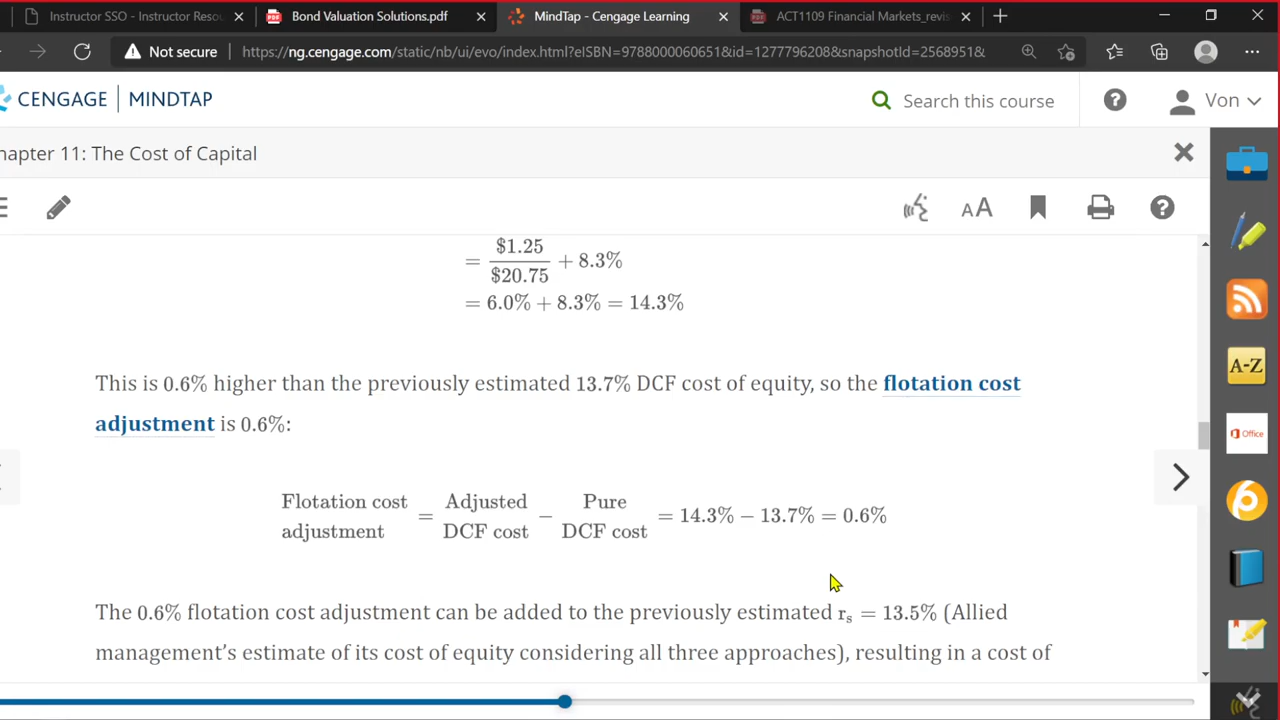 Instructor SSO - Instructor Resou
Bond Valuation Solutions.pdf
MindTap - Cengage Learning
ACT1109 Financial Markets_revis
Not secure
https://ng.cengage.com/static/nb/ui/evo/index.html?eISBN=9788000060651&id=1277796208&snapshotId=2568951&
CENGAGE | MINDTAP
Search this course
Von
hapter 11: The Cost of Capital
AA
= $1.25 / $20.75 + 8.3%
= 6.0% + 8.3% = 14.3%
This is 0.6% higher than the previously estimated 13.7% DCF cost of equity, so the flotation cost
adjustment is 0.6%:
Flotation cost adjustment = Adjusted DCF cost − Pure DCF cost = 14.3% − 13.7% = 0.6%
The 0.6% flotation cost adjustment can be added to the previously estimated rs = 13.5% (Allied
management's estimate of its cost of equity considering all three approaches), resulting in a cost of
A-Z
Office